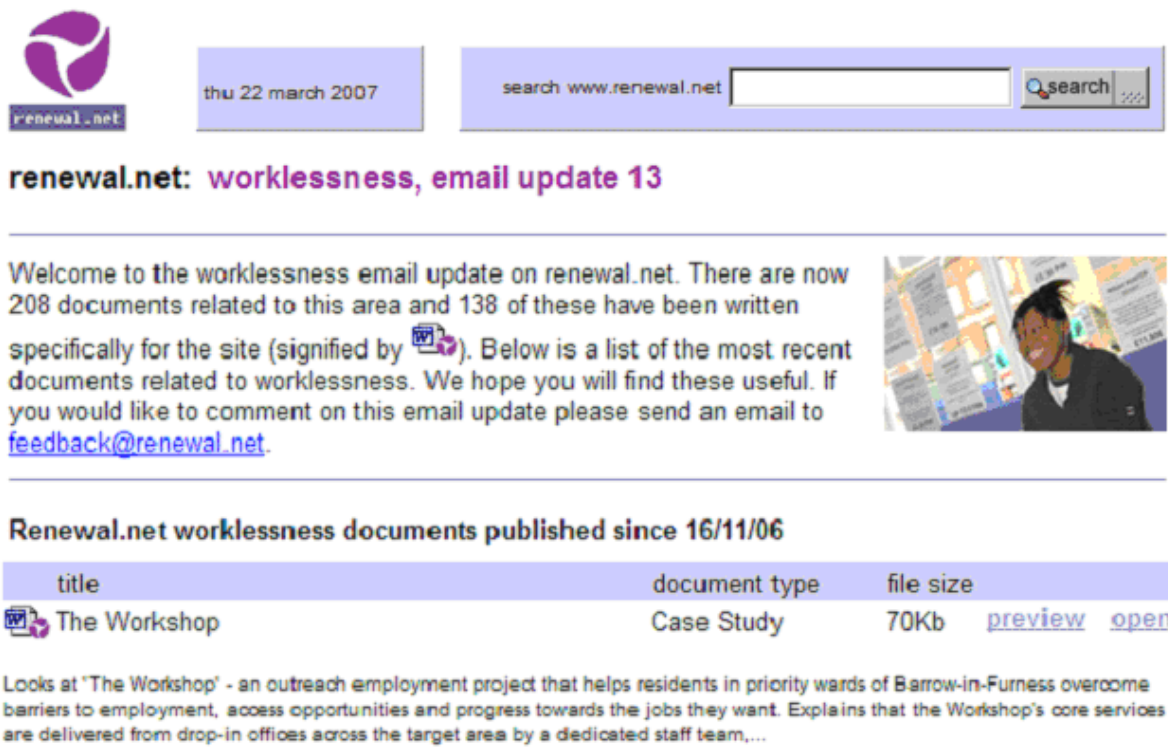 renewal.net
thu 22 march 2007
search www.renewal.net
search
renewal.net: worklessness, email update 13
Welcome to the worklessness email update on renewal.net. There are now
208 documents related to this area and 138 of these have been written
specifically for the site (signified by ). Below is a list of the most recent
documents related to worklessness. We hope you will find these useful. If
you would like to comment on this email update please send an email to
feedback@renewal.net.
Renewal.net worklessness documents published since 16/11/06
title document type file size
The Workshop Case Study 70Kb preview open
Looks at 'The Workshop' - an outreach employment project that helps residents in priority wards of Barrow-in-Furness overcome
barriers to employment, access opportunities and progress towards the jobs they want. Explains that the Workshop's core services
are delivered from drop-in offices across the target area by a dedicated staff team,...